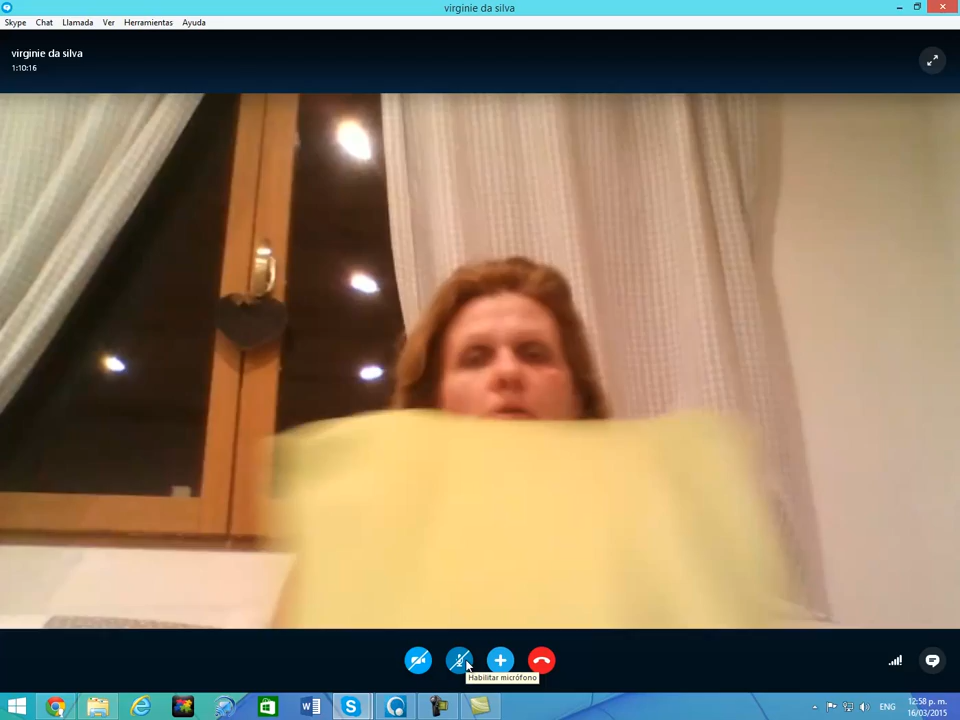 virginie da silva
Skype Chat Llamada Ver Herramientas Ayuda
virginie da silva
1:10:16
Habilitar micrófono
ENG
12:58 p. m.
16/03/2015